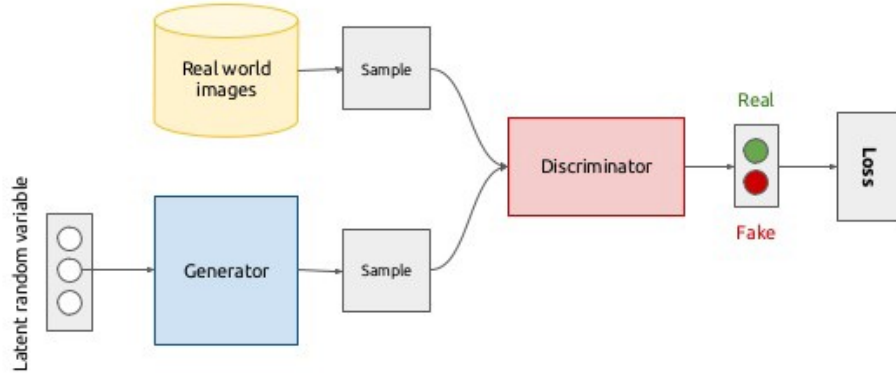 Real world
images
Sample
Real
Discriminator
Loss
Fake
Latent random variable
Generator
Sample